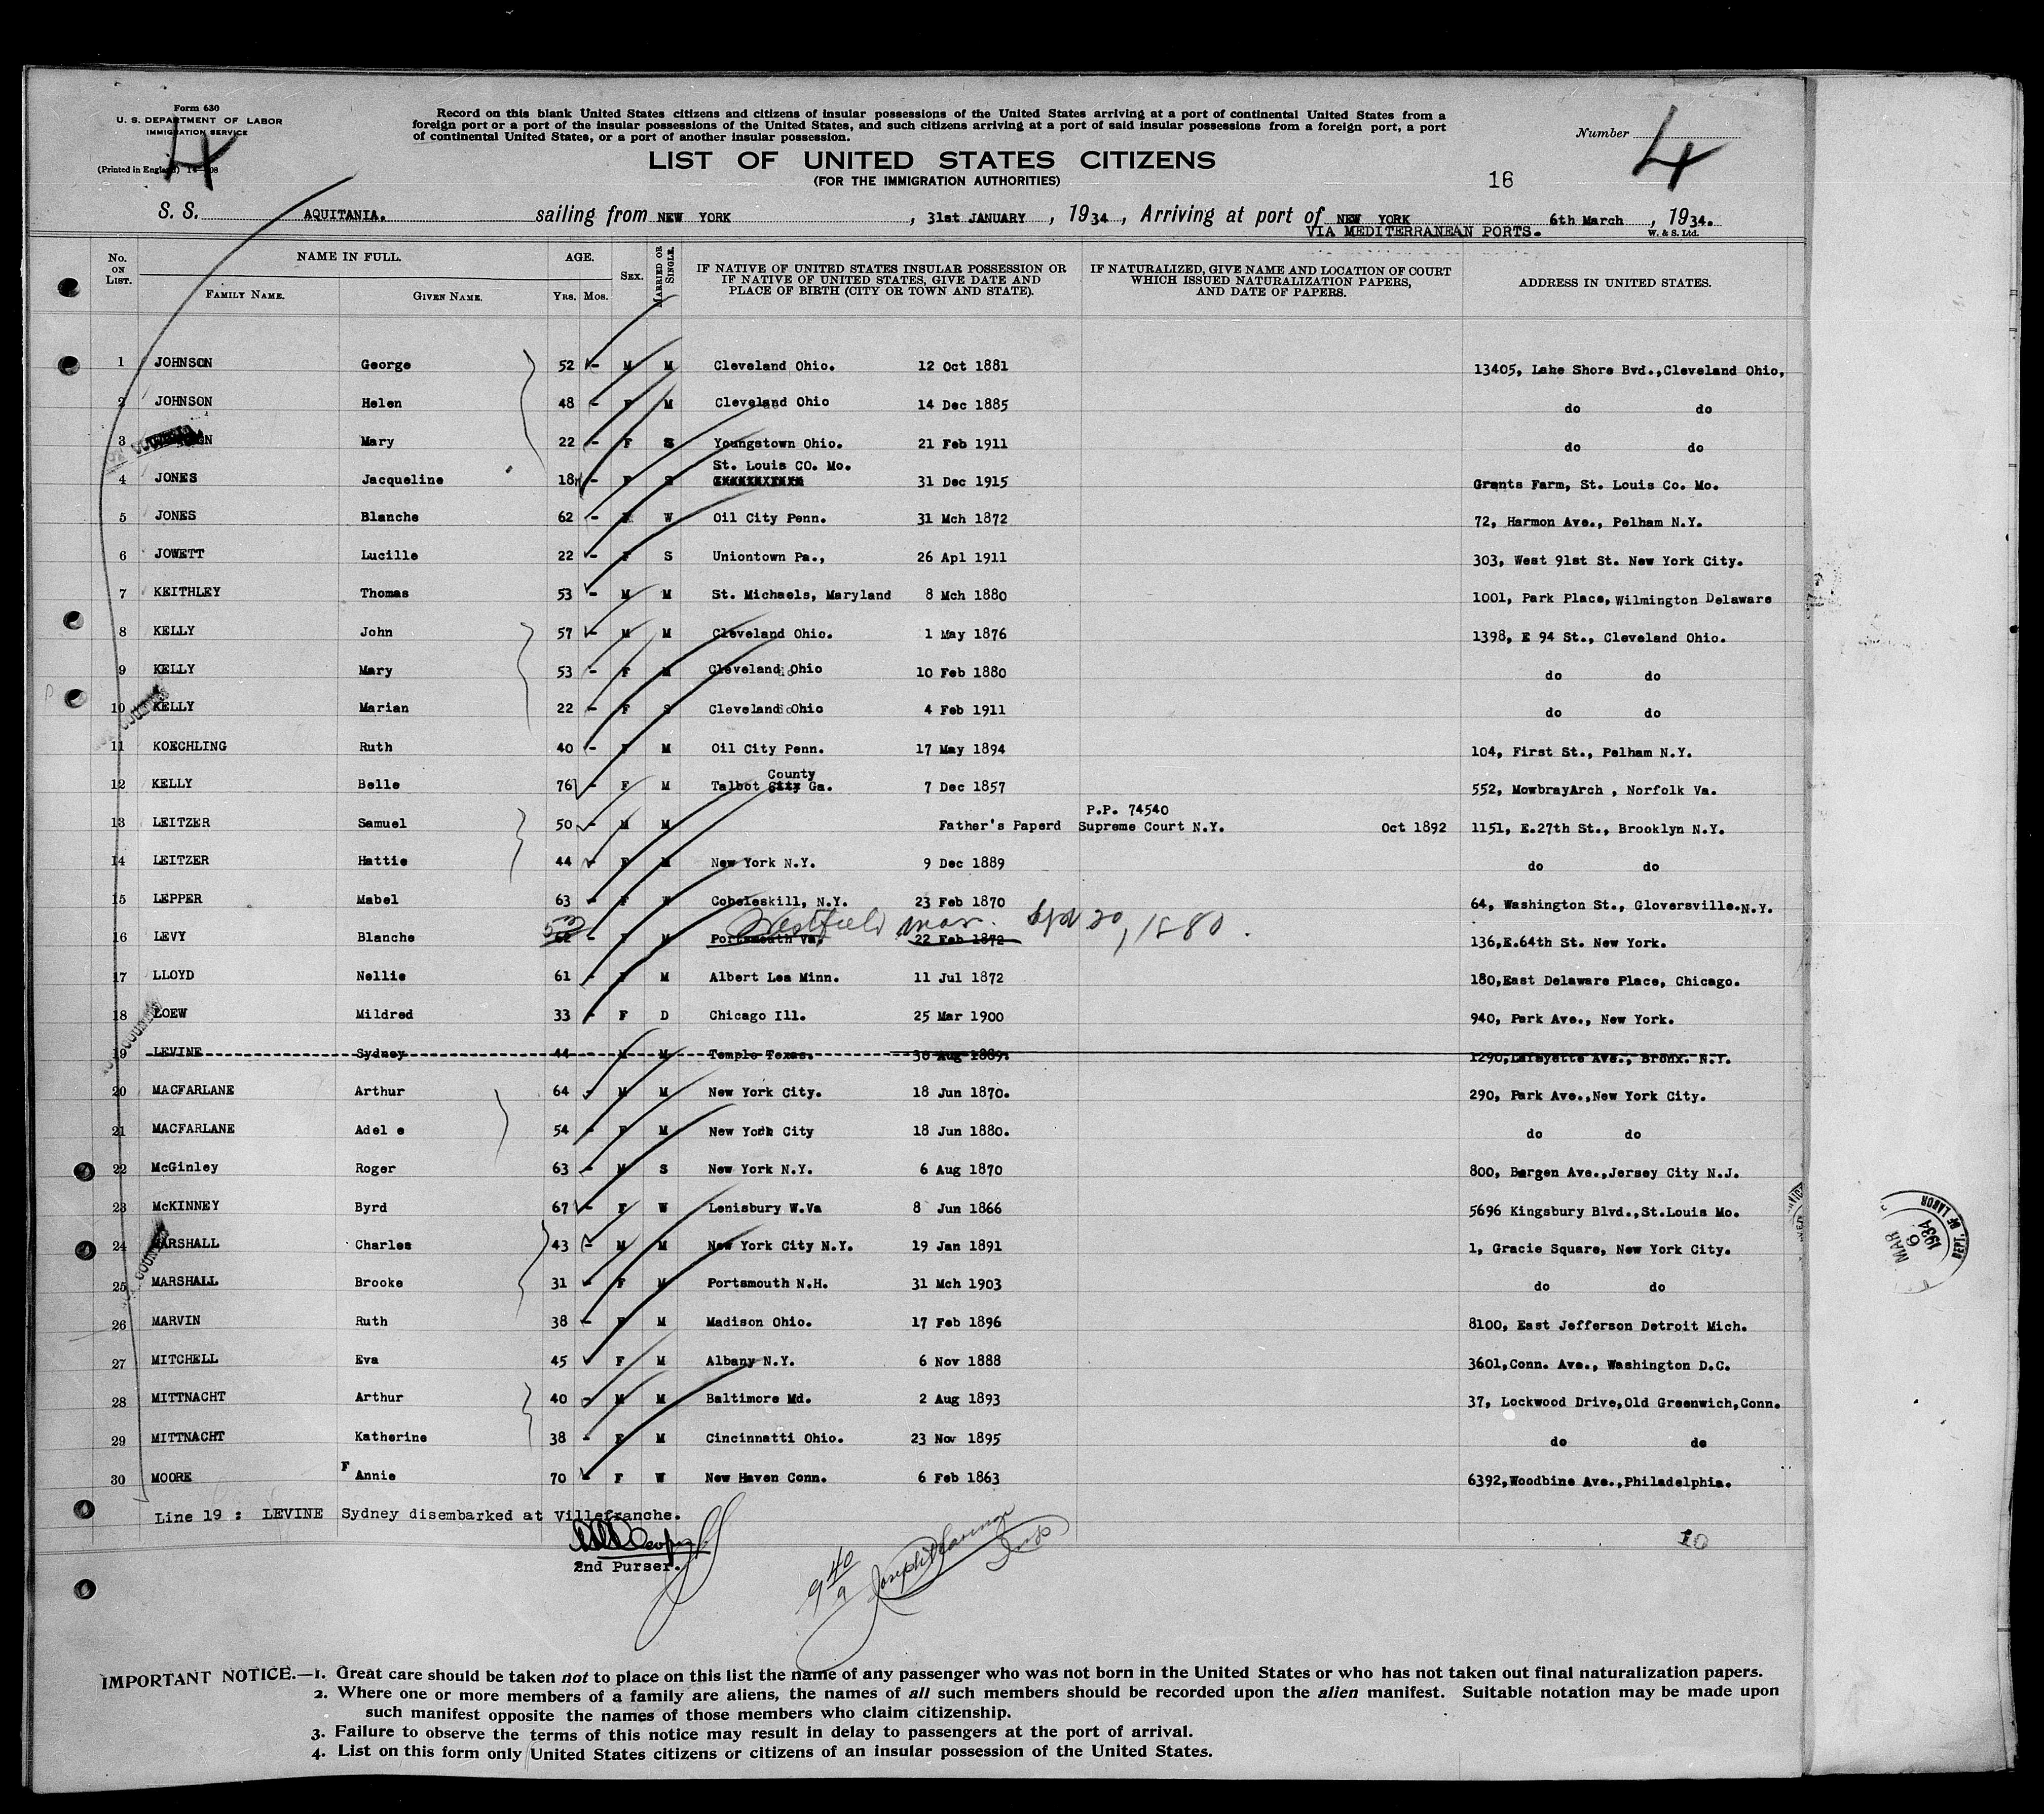 Form 630
U. S. DEPARTMENT OF LABOR
IMMIGRATION SERVICE
(Printed in England)
4
Record on this blank United States citizens and citizens of insular possessions of the United States arriving at a port of continental United States from a
foreign port or a port of the insular possessions of the United States, and such citizens arriving at a port of said insular possessions from a foreign port, a port
of continental United States, or a port of another insular possession.
Number 4
LIST OF UNITED STATES CITIZENS
(FOR THE IMMIGRATION AUTHORITIES)
16
S. S. AQUITANIA. sailing from NEW YORK , 31st JANUARY , 1934 , Arriving at port of NEW YORK 6th March , 1934.
VIA MEDITERRANEAN PORTS. W. & S. Ltd.
No. ON LIST. NAME IN FULL. FAMILY NAME. GIVEN NAME. AGE. YRS. MOS. SEX. MARRIED OR SINGLE. IF NATIVE OF UNITED STATES INSULAR POSSESSION OR IF NATIVE OF UNITED STATES, GIVE DATE AND PLACE OF BIRTH (CITY OR TOWN AND STATE). IF NATURALIZED, GIVE NAME AND LOCATION OF COURT WHICH ISSUED NATURALIZATION PAPERS, AND DATE OF PAPERS. ADDRESS IN UNITED STATES.
1 JOHNSON George 52 - M M Cleveland Ohio. 12 Oct 1881 13405, Lake Shore Bvd.,Cleveland Ohio,
2 JOHNSON Helen 48 - F M Cleveland Ohio 14 Dec 1885 do do
3 Mary 22 - F S Youngstown Ohio. 21 Feb 1911 do do
St. Louis CO. Mo.
4 JONES Jacqueline 18 - F S 31 Dec 1915 Grants Farm, St. Louis Co. Mo.
5 JONES Blanche 62 - F W Oil City Penn. 31 Mch 1872 72, Harmon Ave., Pelham N.Y.
6 JOWETT Lucille 22 - F S Uniontown Pa., 26 Apl 1911 303, West 91st St. New York City.
7 KEITHLEY Thomas 53 - M M St. Michaels, Maryland 8 Mch 1880 1001, Park Place, Wilmington Delaware
8 KELLY John 57 - M M Cleveland Ohio. 1 May 1876 1398, E 94 St., Cleveland Ohio.
9 KELLY Mary 53 - F M Cleveland Ohio 10 Feb 1880 do do
10 KELLY Marian 22 - F S Cleveland Ohio 4 Feb 1911 do do
11 KOECHLING Ruth 40 - F M Oil City Penn. 17 May 1894 104, First St., Pelham N.Y.
County
12 KELLY Belle 76 - F M Talbot City Ga. 7 Dec 1857 552, MowbrayArch , Norfolk Va.
P.P. 74540
13 LEITZER Samuel 50 - M M Father's Paperd Supreme Court N.Y. Oct 1892 1151, E.27th St., Brooklyn N.Y.
14 LEITZER Hattie 44 - F M New York N.Y. 9 Dec 1889 do do
15 LEPPER Mabel 63 - F W Cobeleskill, N.Y. 23 Feb 1870 64, Washington St., Gloversville.N.Y.
53 Westfield Mass. Sept 20, 1880.
16 LEVY Blanche 62 - F M Portsmouth Va. 22 Feb 1872 136,E.64th St. New York.
17 LLOYD Nellie 61 - F M Albert Lea Minn. 11 Jul 1872 180,East Delaware Place, Chicago.
18 LOEW Mildred 33 - F D Chicago Ill. 25 Mar 1900 940, Park Ave., New York.
19 LEVINE Sydney 44 M M Temple Texas. 30 Aug 1889. 1290,Lafayette Ave., Bronx. N.Y.
20 MACFARLANE Arthur 64 - M M New York City. 18 Jun 1870. 290, Park Ave.,New York City.
21 MACFARLANE Adel e 54 - F M New York City 18 Jun 1880. do do
22 McGinley Roger 63 - M S New York N.Y. 6 Aug 1870 800, Bergen Ave.,Jersey City N.J.
23 McKINNEY Byrd 67 - F W Lenisbury W.Va 8 Jun 1866 5696 Kingsbury Blvd.,St.Louis Mo.
24 MARSHALL Charles 43 - M M New York City N.Y. 19 Jan 1891 1, Gracie Square, New York City.
25 MARSHALL Brooke 31 - F M Portsmouth N.H. 31 Mch 1903 do do
26 MARVIN Ruth 38 - F M Madison Ohio. 17 Feb 1896 8100, East Jefferson Detroit Mich.
27 MITCHELL Eva 45 - F M Albany N.Y. 6 Nov 1888 3601,Conn. Ave., Washington D.C.
28 MITTNACHT Arthur 40 - M M Baltimore Md. 2 Aug 1893 37, Lockwood Drive,Old Greenwich,Conn.
29 MITTNACHT Katherine 38 - F M Cincinnatti Ohio. 23 Nov 1895 do do
30 MOORE F Annie 70 - F W New Haven Conn. 6 Feb 1863 6392,Woodbine Ave.,Philadelphia.
Line 19 : LEVINE Sydney disembarked at Villefranche.
2nd Purser.
10
DEPT. OF LABOR
MAR
6
1934
IMPORTANT NOTICE.—1. Great care should be taken not to place on this list the name of any passenger who was not born in the United States or who has not taken out final naturalization papers.
2. Where one or more members of a family are aliens, the names of all such members should be recorded upon the alien manifest. Suitable notation may be made upon
such manifest opposite the names of those members who claim citizenship.
3. Failure to observe the terms of this notice may result in delay to passengers at the port of arrival.
4. List on this form only United States citizens or citizens of an insular possession of the United States.